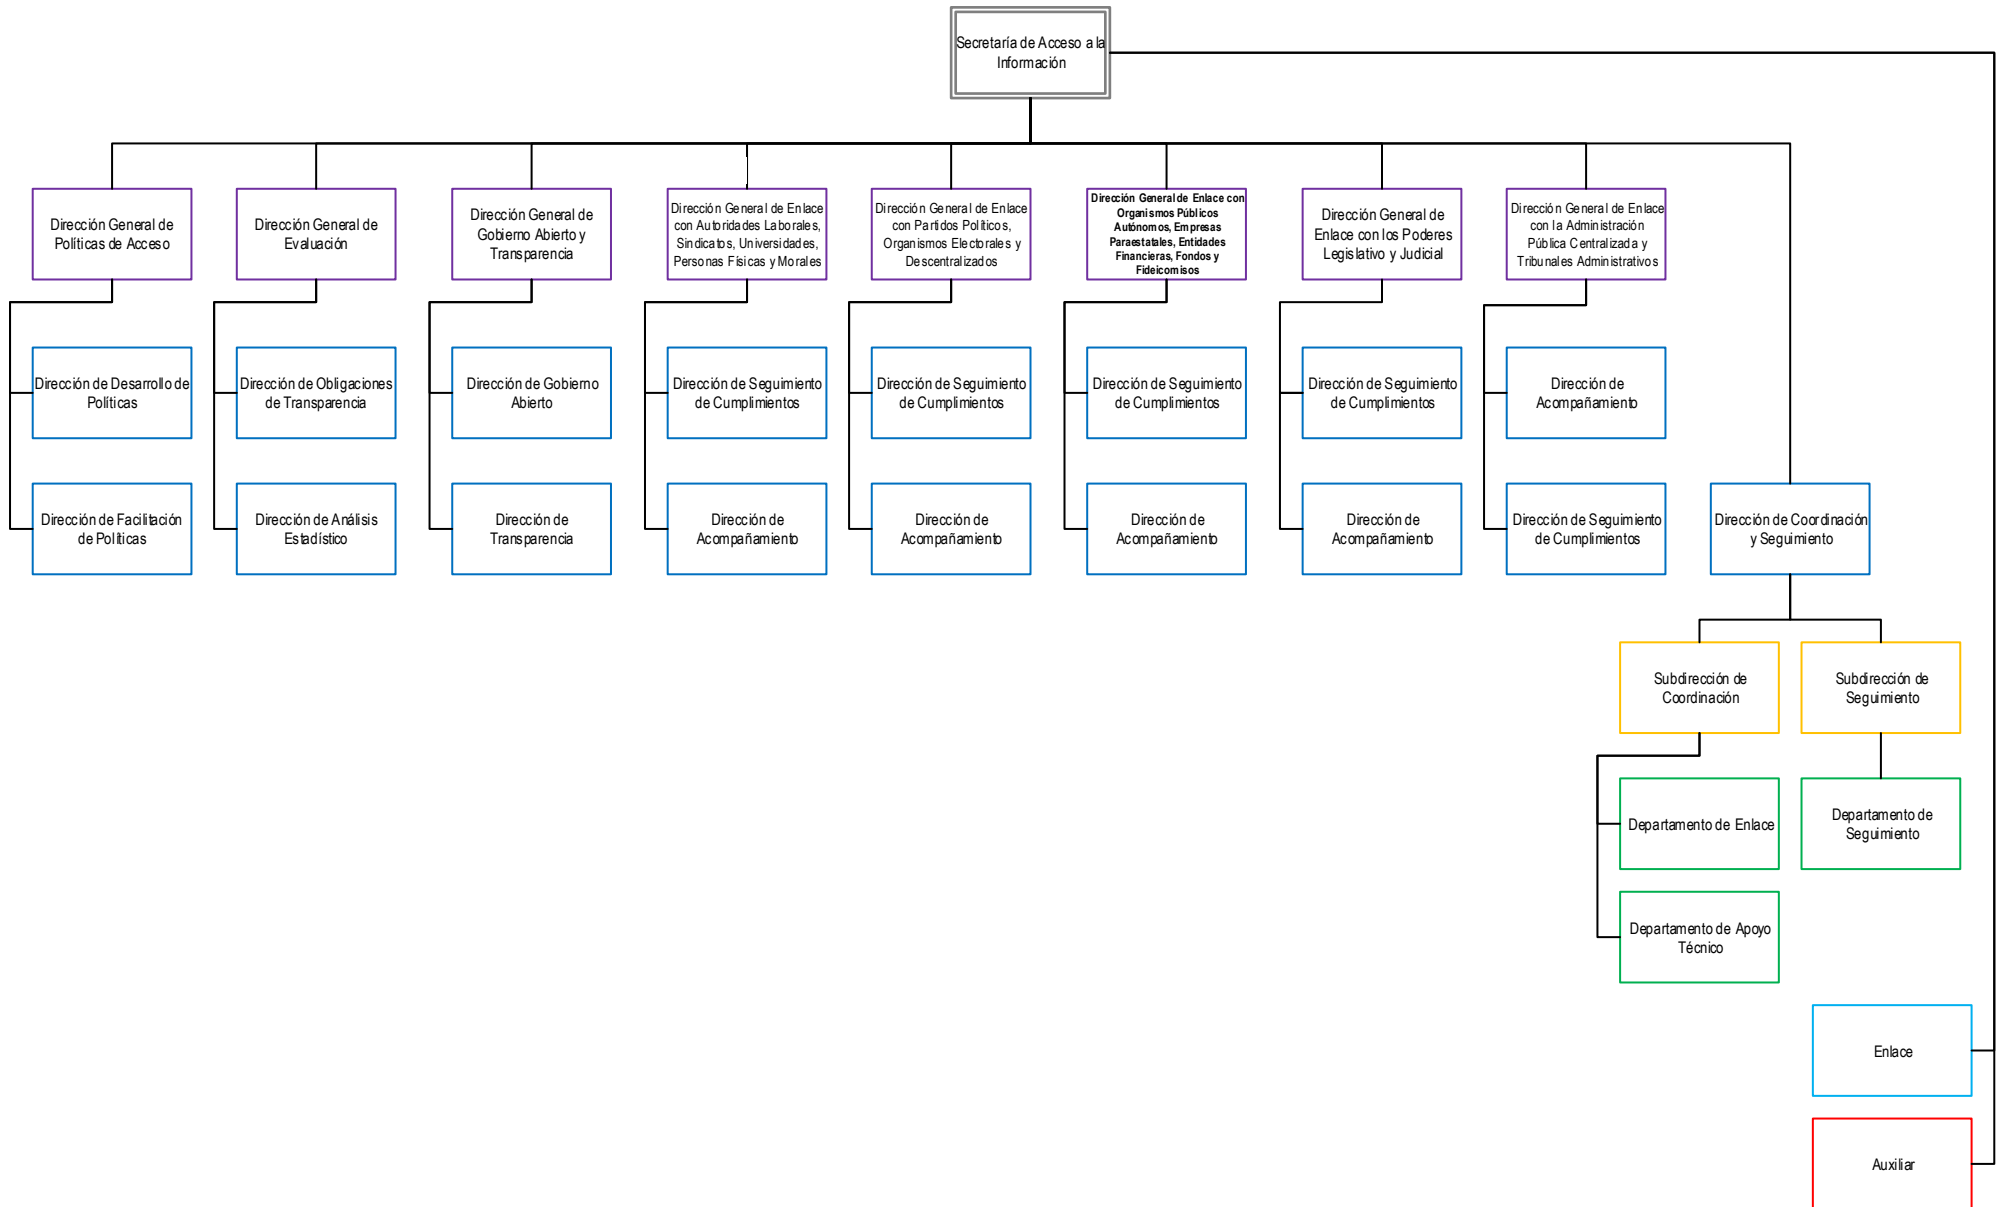 Secretaría de Acceso a la
Información
Dirección General de
Políticas de Acceso
Dirección General de
Evaluación
Dirección General de
Gobierno Abierto y
Transparencia
Dirección General de Enlace
con Autoridades Laborales,
Sindicatos, Universidades,
Personas Físicas y Morales
Dirección General de Enlace
con Partidos Políticos,
Organismos Electorales y
Descentralizados
Dirección General de Enlace con
Organismos Públicos
Autónomos, Empresas
Paraestatales, Entidades
Financieras, Fondos y
Fideicomisos
Dirección General de
Enlace con los Poderes
Legislativo y Judicial
Dirección General de Enlace
con la Administración
Pública Centralizada y
Tribunales Administrativos
Dirección de Desarrollo de
Políticas
Dirección de Obligaciones
de Transparencia
Dirección de Gobierno
Abierto
Dirección de Seguimiento
de Cumplimientos
Dirección de Seguimiento
de Cumplimientos
Dirección de Seguimiento
de Cumplimientos
Dirección de Seguimiento
de Cumplimientos
Dirección de
Acompañamiento
Dirección de Facilitación
de Políticas
Dirección de Análisis
Estadístico
Dirección de
Transparencia
Dirección de
Acompañamiento
Dirección de
Acompañamiento
Dirección de
Acompañamiento
Dirección de
Acompañamiento
Dirección de Seguimiento
de Cumplimientos
Dirección de Coordinación
y Seguimiento
Subdirección de
Coordinación
Subdirección de
Seguimiento
Departamento de Enlace
Departamento de
Seguimiento
Departamento de Apoyo
Técnico
Enlace
Auxiliar